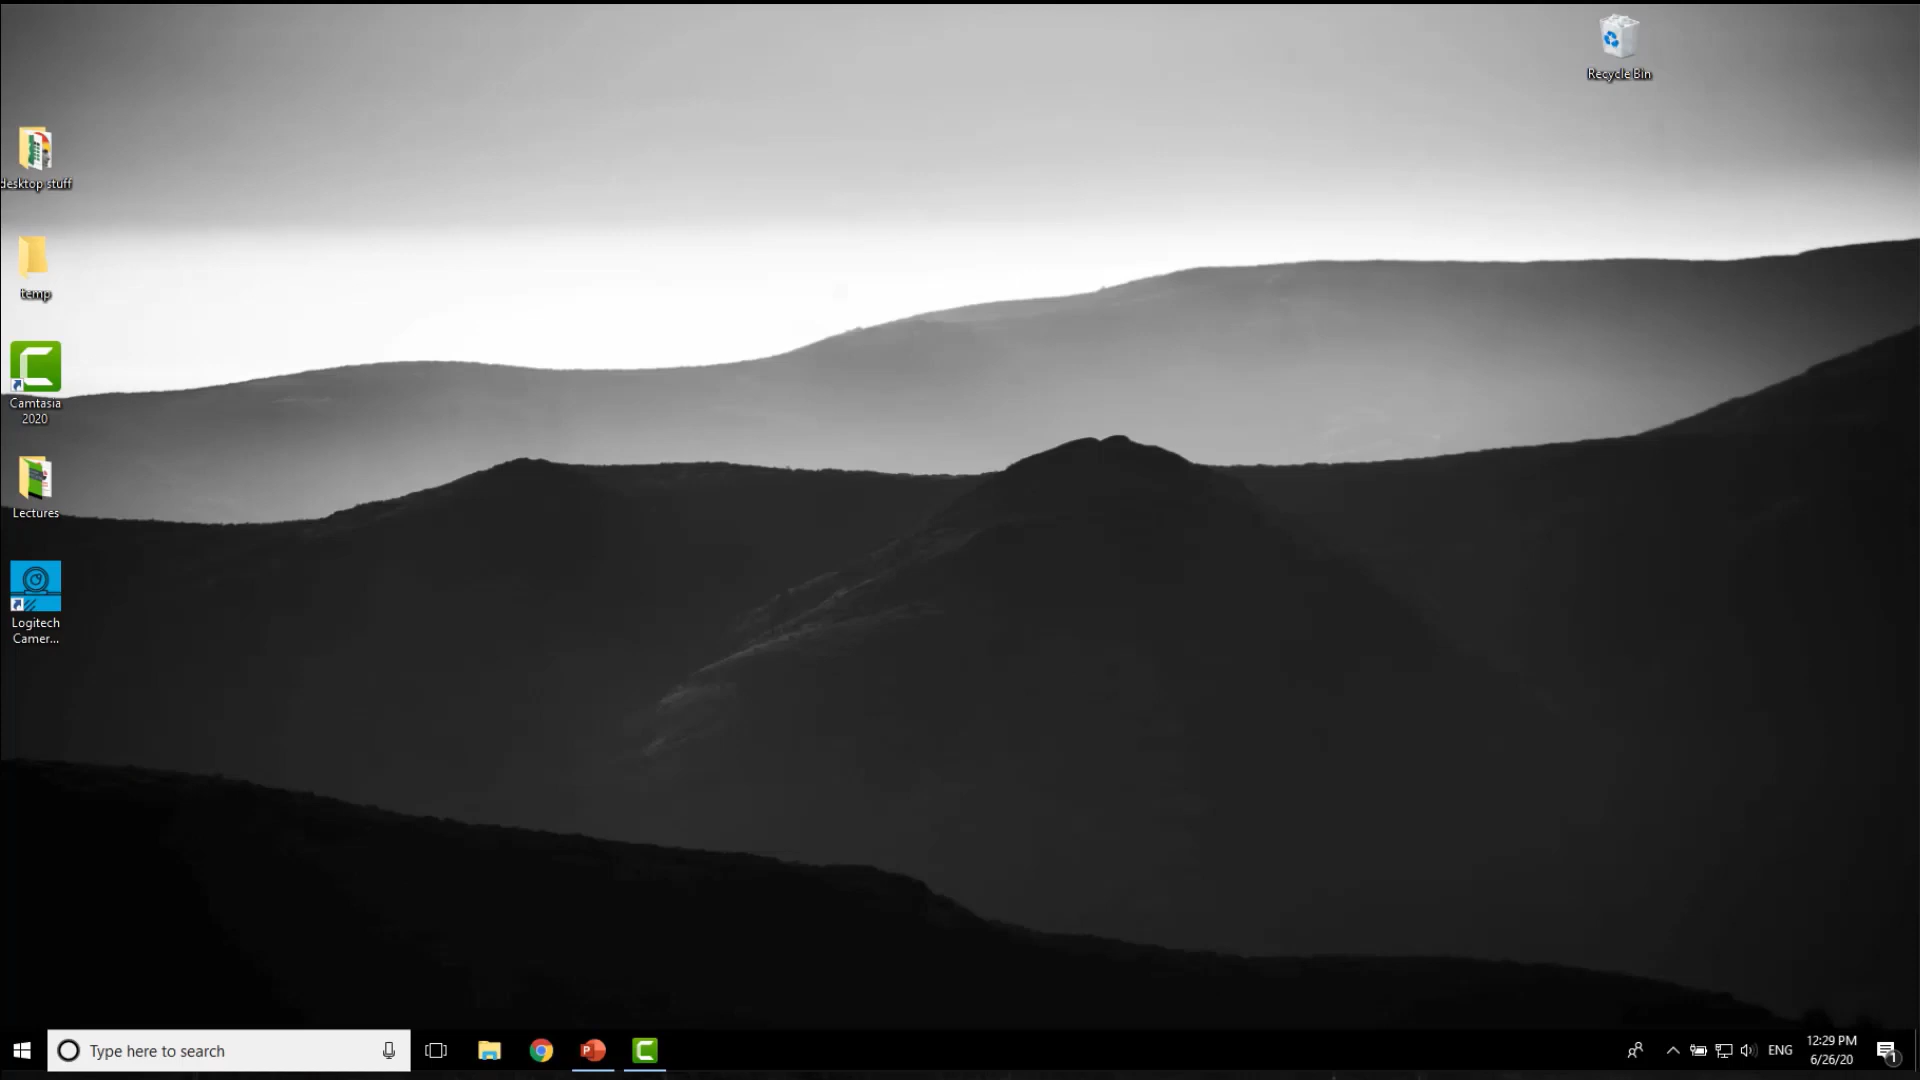 Recycle Bin
desktop stuff
temp
Camtasia
2020
Lectures
Logitech
Camer...
Type here to search
ENG
12:29 PM
6/26/20
1